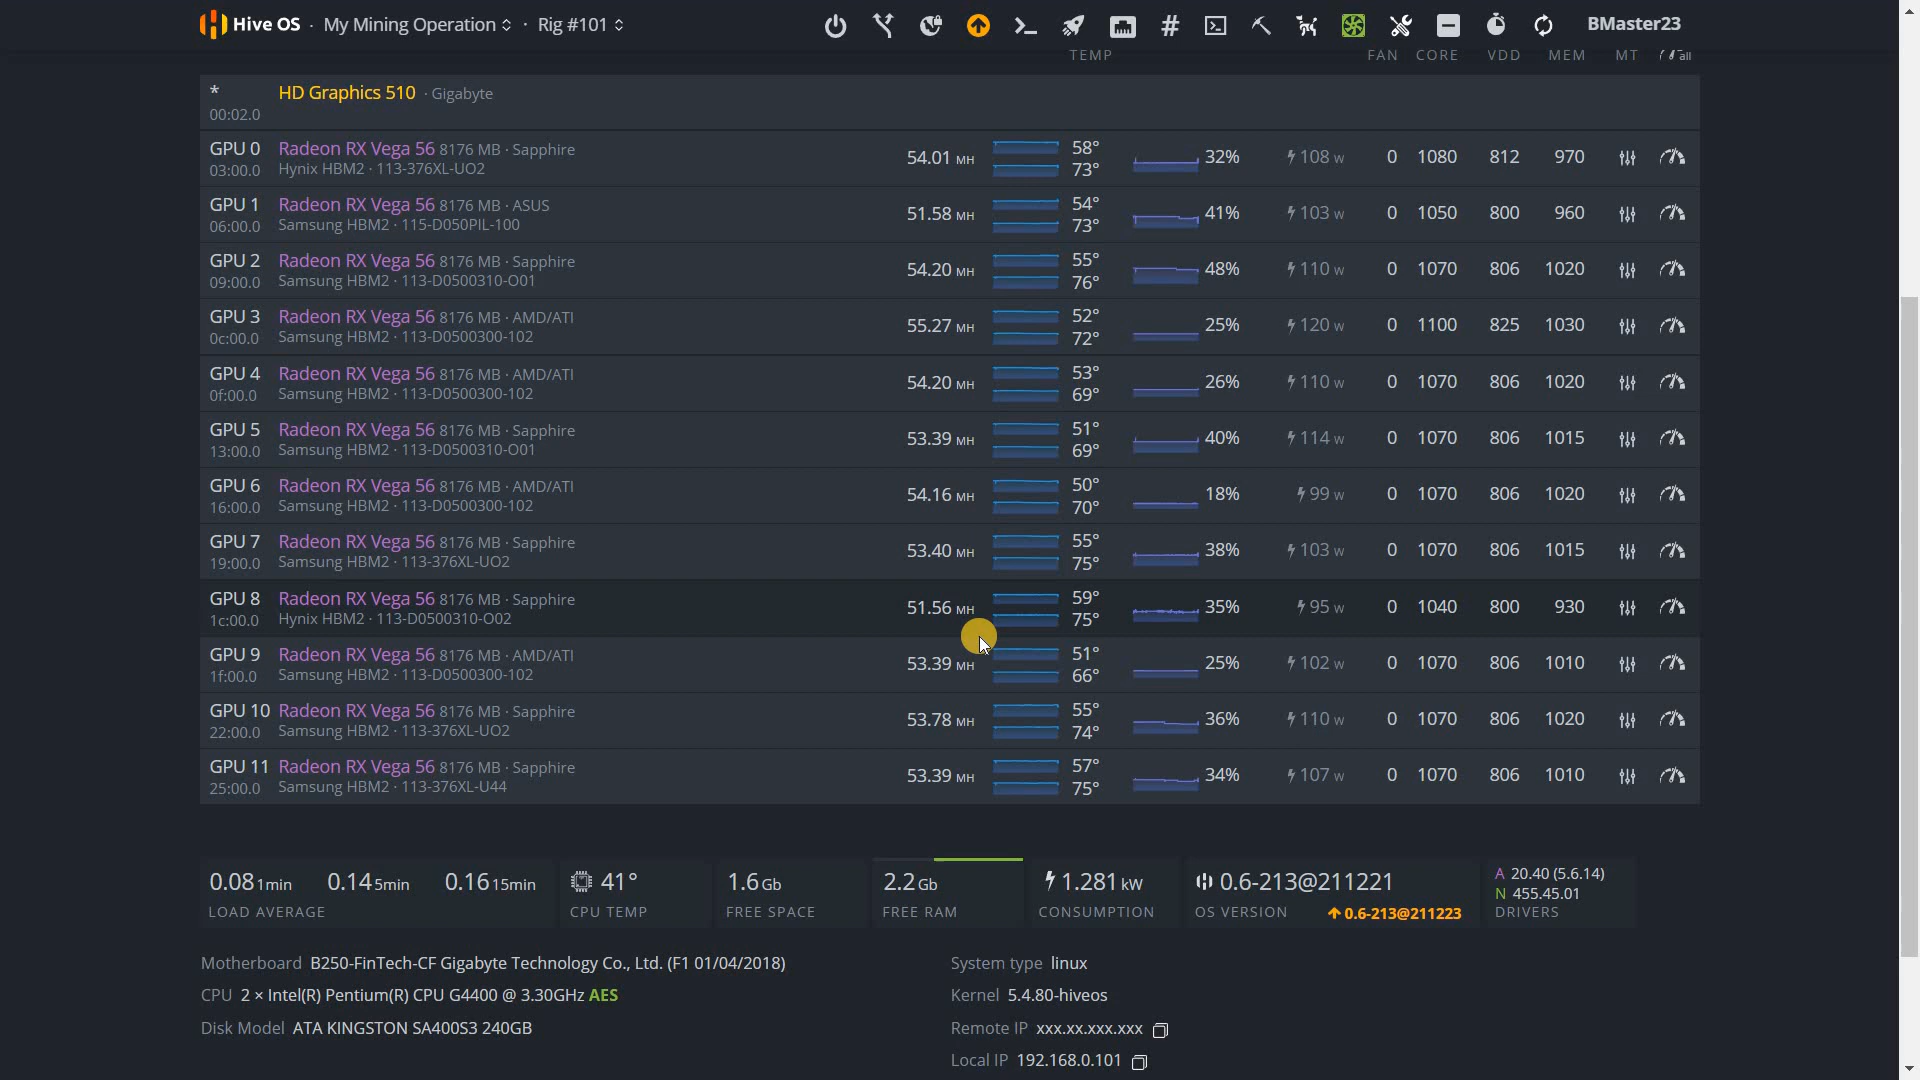 Hive OS · My Mining Operation · Rig #101 BMaster23
TEMP FAN CORE VDD MEM MT all
* HD Graphics 510 · Gigabyte
00:02.0
GPU 0 Radeon RX Vega 56 8176 MB · Sapphire 54.01 MH 58° 73° 32% 108 W 0 1080 812 970
03:00.0 Hynix HBM2 · 113-376XL-UO2
GPU 1 Radeon RX Vega 56 8176 MB · ASUS 51.58 MH 54° 73° 41% 103 W 0 1050 800 960
06:00.0 Samsung HBM2 · 115-D050PIL-100
GPU 2 Radeon RX Vega 56 8176 MB · Sapphire 54.20 MH 55° 76° 48% 110 W 0 1070 806 1020
09:00.0 Samsung HBM2 · 113-D0500310-O01
GPU 3 Radeon RX Vega 56 8176 MB · AMD/ATI 55.27 MH 52° 72° 25% 120 W 0 1100 825 1030
0c:00.0 Samsung HBM2 · 113-D0500300-102
GPU 4 Radeon RX Vega 56 8176 MB · AMD/ATI 54.20 MH 53° 69° 26% 110 W 0 1070 806 1020
0f:00.0 Samsung HBM2 · 113-D0500300-102
GPU 5 Radeon RX Vega 56 8176 MB · Sapphire 53.39 MH 51° 69° 40% 114 W 0 1070 806 1015
13:00.0 Samsung HBM2 · 113-D0500310-O01
GPU 6 Radeon RX Vega 56 8176 MB · AMD/ATI 54.16 MH 50° 70° 18% 99 W 0 1070 806 1020
16:00.0 Samsung HBM2 · 113-D0500300-102
GPU 7 Radeon RX Vega 56 8176 MB · Sapphire 53.40 MH 55° 75° 38% 103 W 0 1070 806 1015
19:00.0 Samsung HBM2 · 113-376XL-UO2
GPU 8 Radeon RX Vega 56 8176 MB · Sapphire 51.56 MH 59° 75° 35% 95 W 0 1040 800 930
1c:00.0 Hynix HBM2 · 113-D0500310-O02
GPU 9 Radeon RX Vega 56 8176 MB · AMD/ATI 53.39 MH 51° 66° 25% 102 W 0 1070 806 1010
1f:00.0 Samsung HBM2 · 113-D0500300-102
GPU 10 Radeon RX Vega 56 8176 MB · Sapphire 53.78 MH 55° 74° 36% 110 W 0 1070 806 1020
22:00.0 Samsung HBM2 · 113-376XL-UO2
GPU 11 Radeon RX Vega 56 8176 MB · Sapphire 53.39 MH 57° 75° 34% 107 W 0 1070 806 1010
25:00.0 Samsung HBM2 · 113-376XL-U44
0.08 1min 0.14 5min 0.16 15min 41° 1.6 Gb 2.2 Gb 1.281 kW 0.6-213@211221 A 20.40 (5.6.14)
N 455.45.01
LOAD AVERAGE CPU TEMP FREE SPACE FREE RAM CONSUMPTION OS VERSION 0.6-213@211223 DRIVERS
Motherboard B250-FinTech-CF Gigabyte Technology Co., Ltd. (F1 01/04/2018)
CPU 2 × Intel(R) Pentium(R) CPU G4400 @ 3.30GHz AES
Disk Model ATA KINGSTON SA400S3 240GB
System type linux
Kernel 5.4.80-hiveos
Remote IP xxx.xx.xxx.xxx
Local IP 192.168.0.101